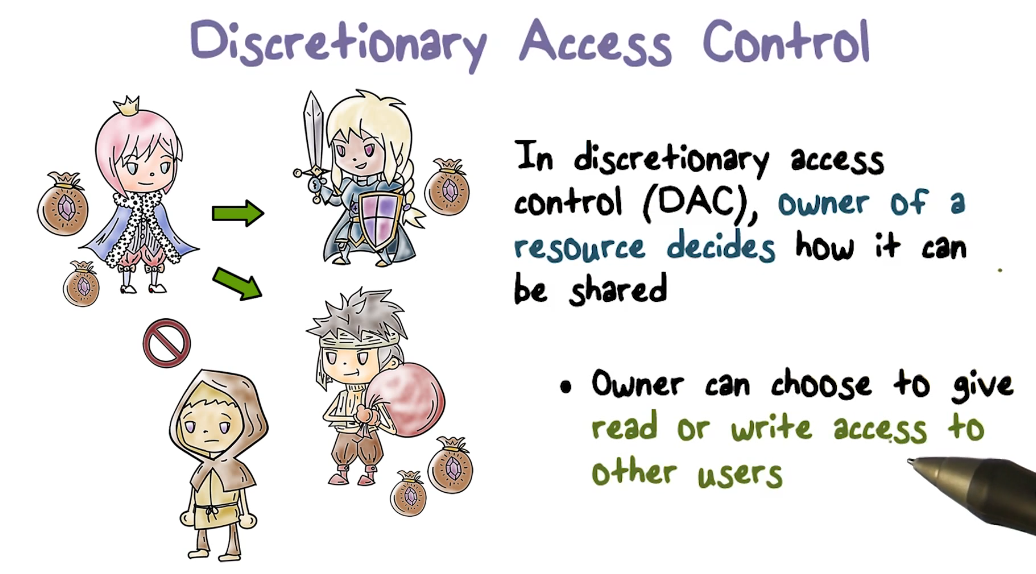 Discretionary Access Control
In discretionary access
control (DAC), owner of a
resource decides how it can
be shared
• Owner can choose to give
read or write access to
other users